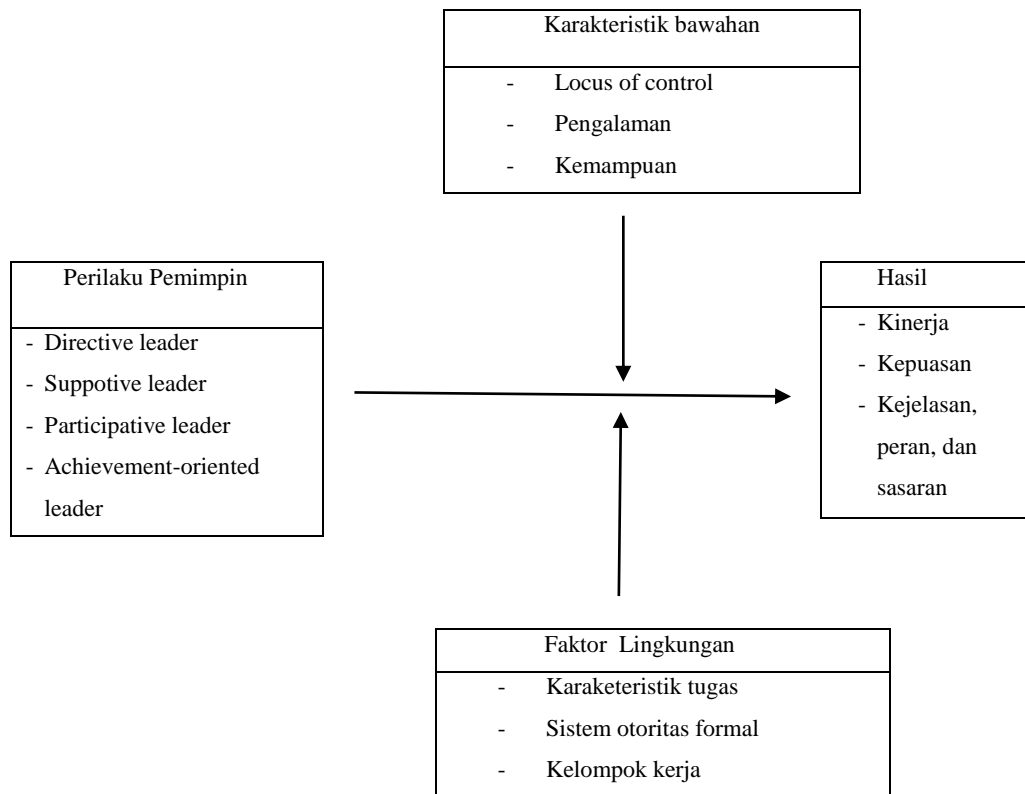 Karakteristik bawahan
- Locus of control
- Pengalaman
- Kemampuan
Perilaku Pemimpin
- Directive leader
- Suppotive leader
- Participative leader
- Achievement-oriented
leader
Hasil
- Kinerja
- Kepuasan
- Kejelasan,
peran, dan
sasaran
Faktor Lingkungan
- Karaketeristik tugas
- Sistem otoritas formal
- Kelompok kerja